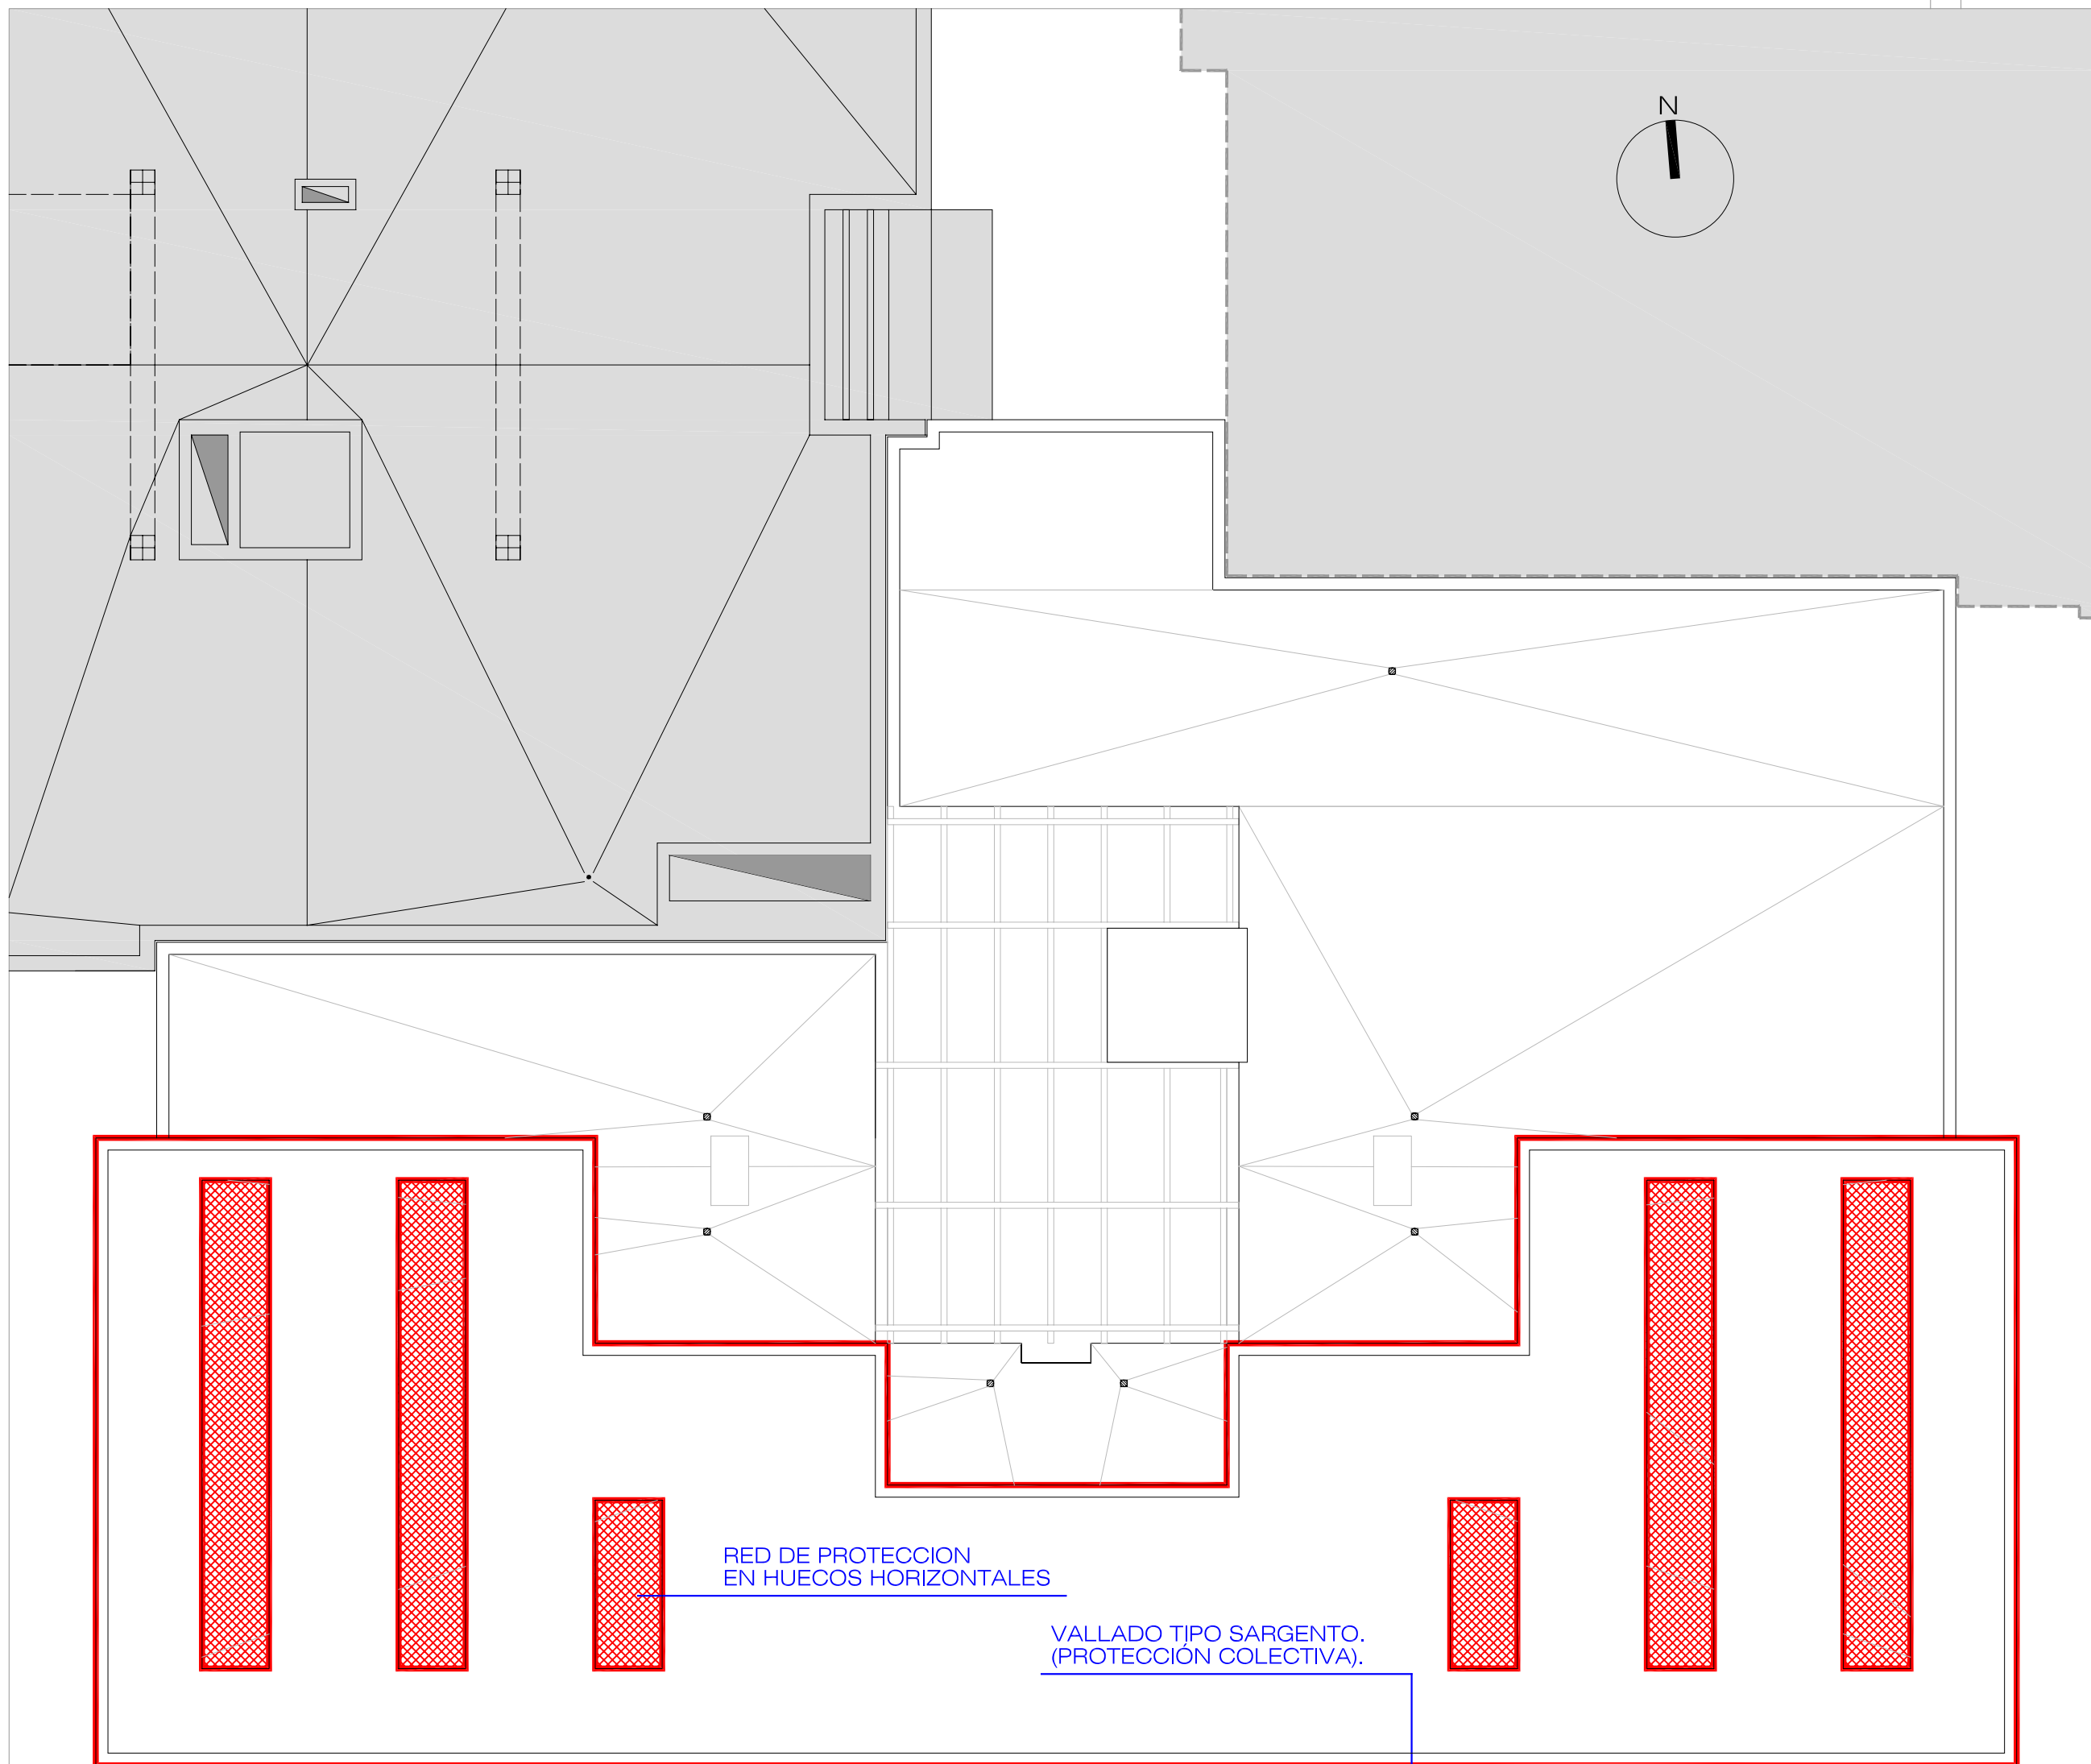 N
RED DE PROTECCION
EN HUECOS HORIZONTALES
VALLADO TIPO SARGENTO.
(PROTECCIÓN COLECTIVA).